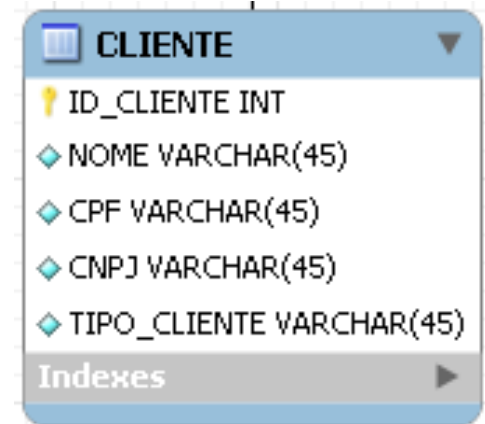 CLIENTE
ID_CLIENTE INT
NOME VARCHAR(45)
CPF VARCHAR(45)
CNPJ VARCHAR(45)
TIPO_CLIENTE VARCHAR(45)
Indexes